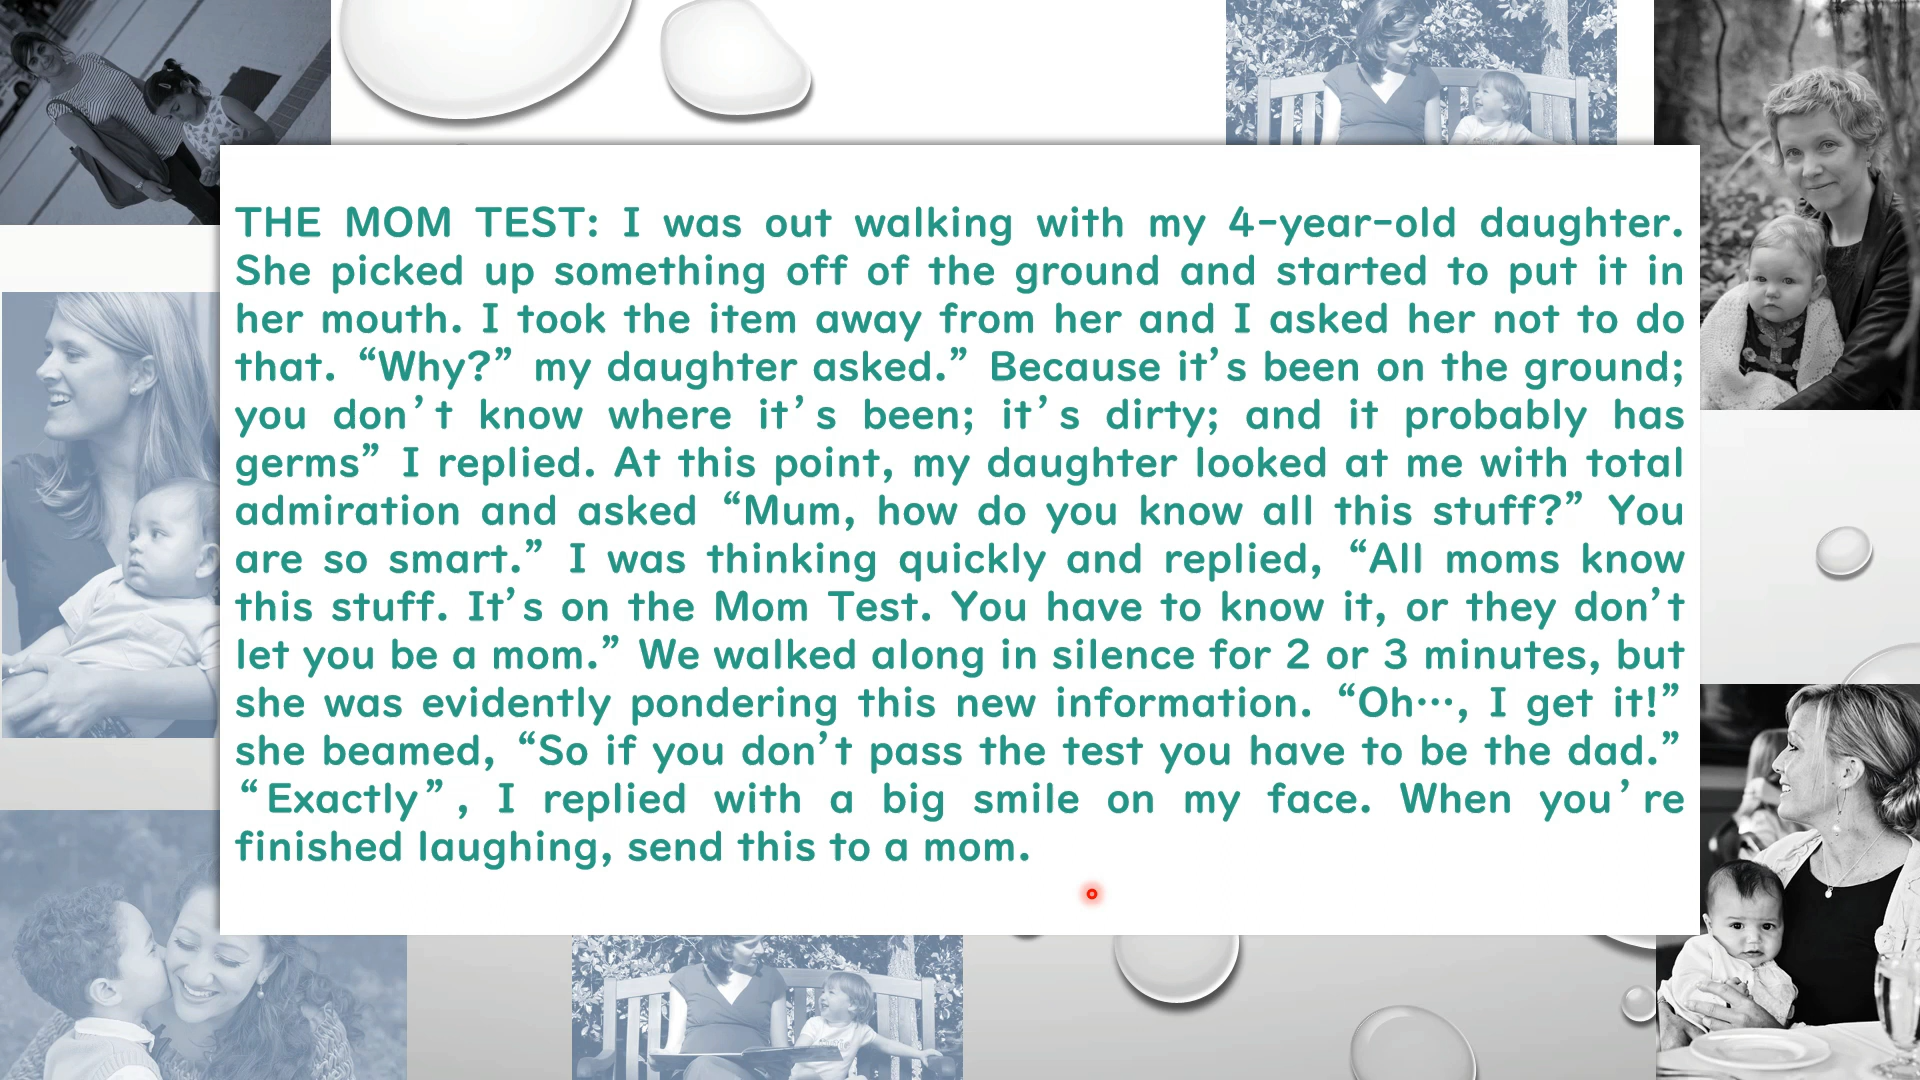 THE MOM TEST: I was out walking with my 4-year-old daughter.
She picked up something off of the ground and started to put it in
her mouth. I took the item away from her and I asked her not to do
that. “Why?” my daughter asked.” Because it’s been on the ground;
you don’t know where it’s been; it’s dirty; and it probably has
germs” I replied. At this point, my daughter looked at me with total
admiration and asked “Mum, how do you know all this stuff?” You
are so smart.” I was thinking quickly and replied, “All moms know
this stuff. It’s on the Mom Test. You have to know it, or they don’t
let you be a mom.” We walked along in silence for 2 or 3 minutes, but
she was evidently pondering this new information. “Oh…, I get it!”
she beamed, “So if you don’t pass the test you have to be the dad.”
“Exactly”, I replied with a big smile on my face. When you’re
finished laughing, send this to a mom.